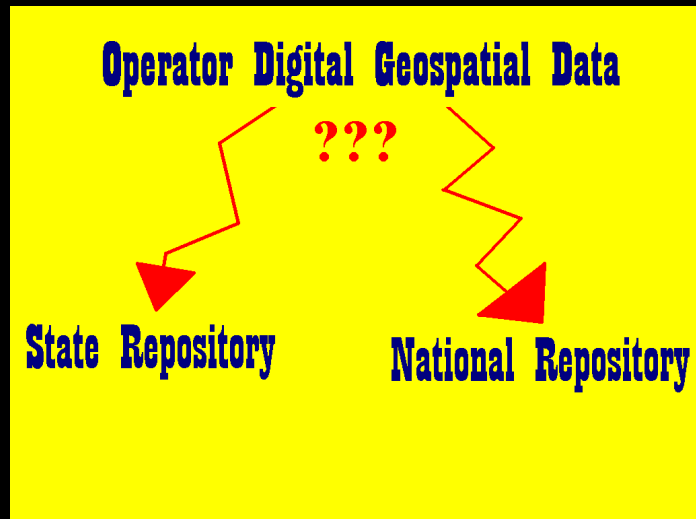 Operator Digital Geospatial Data
???
State Repository
National Repository